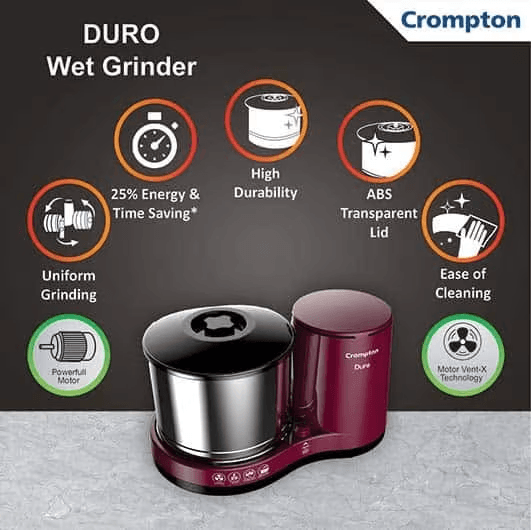 Crompton
DURO
Wet Grinder
25% Energy &
Time Saving*
High
Durability
ABS
Transparent
Lid
Uniform
Grinding
Ease of
Cleaning
Powerfull
Motor
Motor Vent-X
Technology
Crompton
Duro